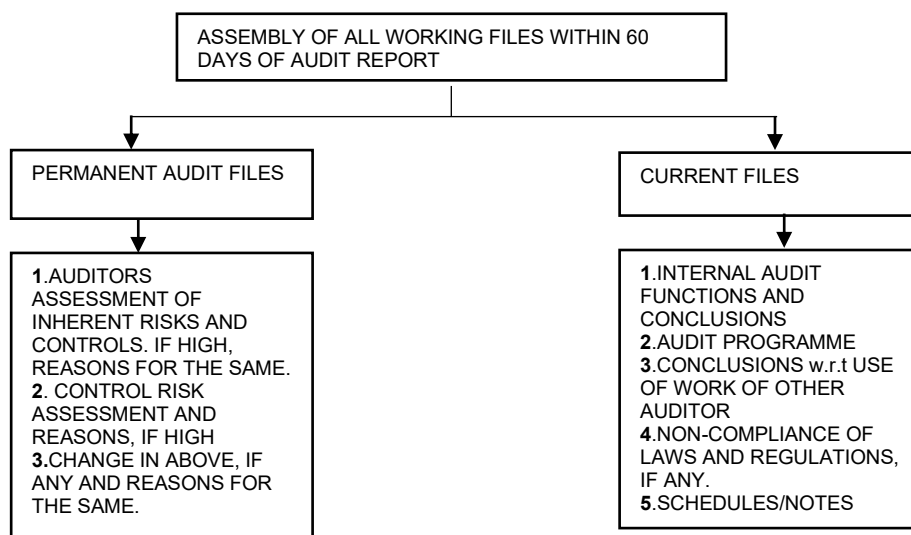 ASSEMBLY OF ALL WORKING FILES WITHIN 60
DAYS OF AUDIT REPORT
PERMANENT AUDIT FILES
CURRENT FILES
1.AUDITORS
ASSESSMENT OF
INHERENT RISKS AND
CONTROLS. IF HIGH,
REASONS FOR THE SAME.
2. CONTROL RISK
ASSESSMENT AND
REASONS, IF HIGH
3.CHANGE IN ABOVE, IF
ANY AND REASONS FOR
THE SAME.
1.INTERNAL AUDIT
FUNCTIONS AND
CONCLUSIONS
2.AUDIT PROGRAMME
3.CONCLUSIONS w.r.t USE
OF WORK OF OTHER
AUDITOR
4.NON-COMPLIANCE OF
LAWS AND REGULATIONS,
IF ANY.
5.SCHEDULES/NOTES